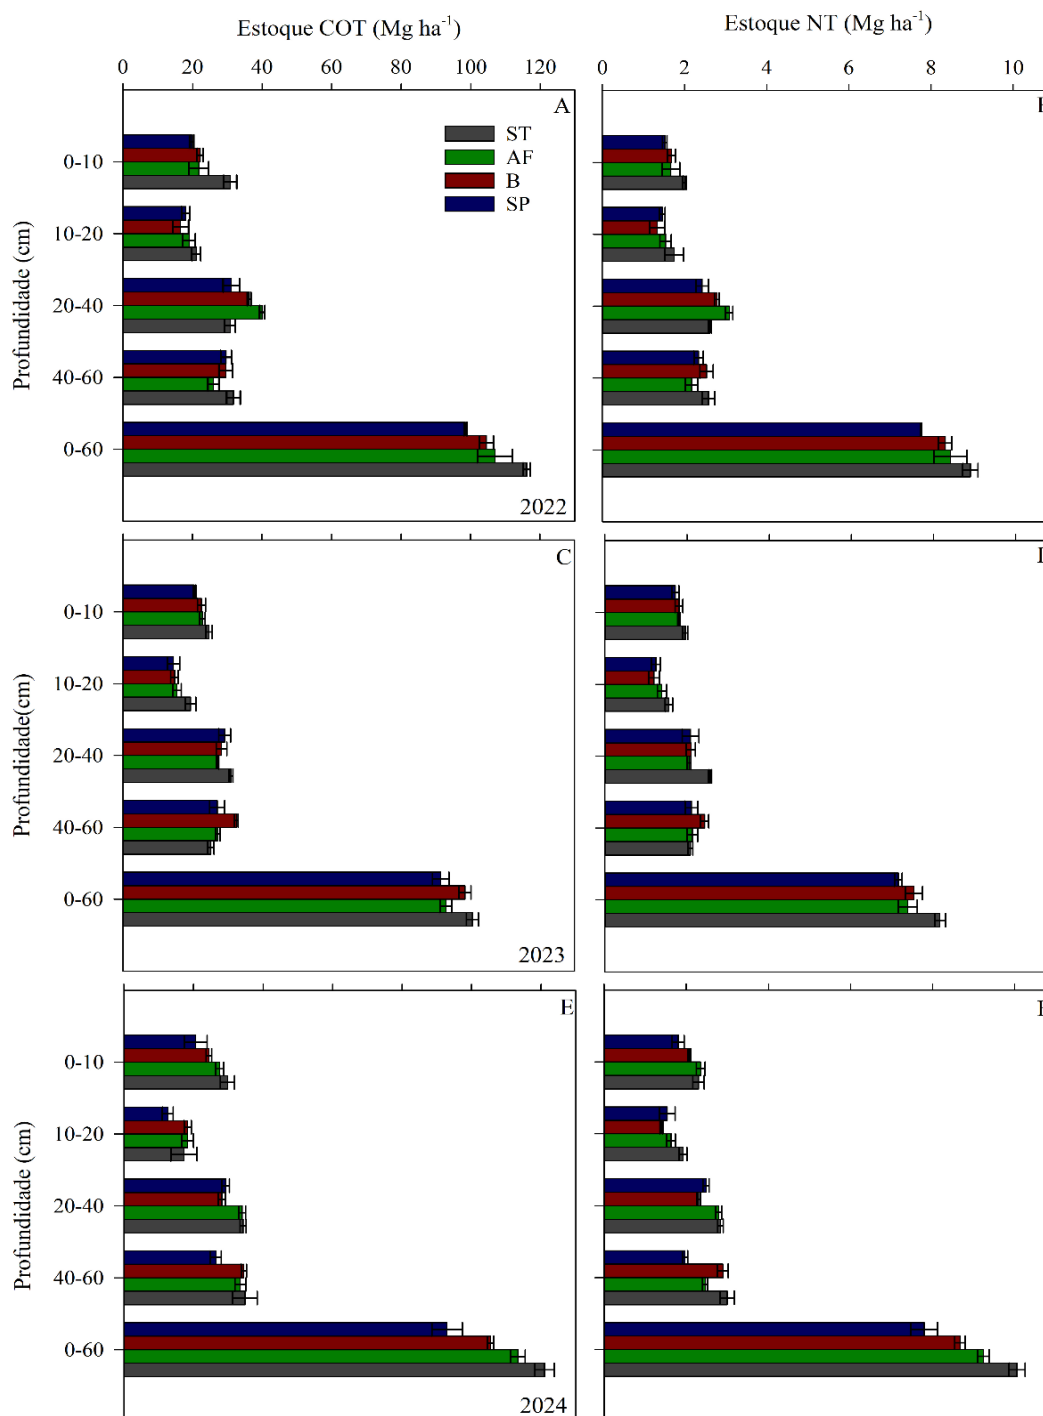 Estoque COT (Mg ha⁻¹)
Estoque NT (Mg ha⁻¹)
0 20 40 60 80 100 120
0 2 4 6 8 10
A
ST
AF
B
SP
Profundidade (cm)
0-10
10-20
20-40
40-60
0-60
2022
C
Profundidade(cm)
0-10
10-20
20-40
40-60
0-60
2023
E
Profundidade (cm)
0-10
10-20
20-40
40-60
0-60
2024